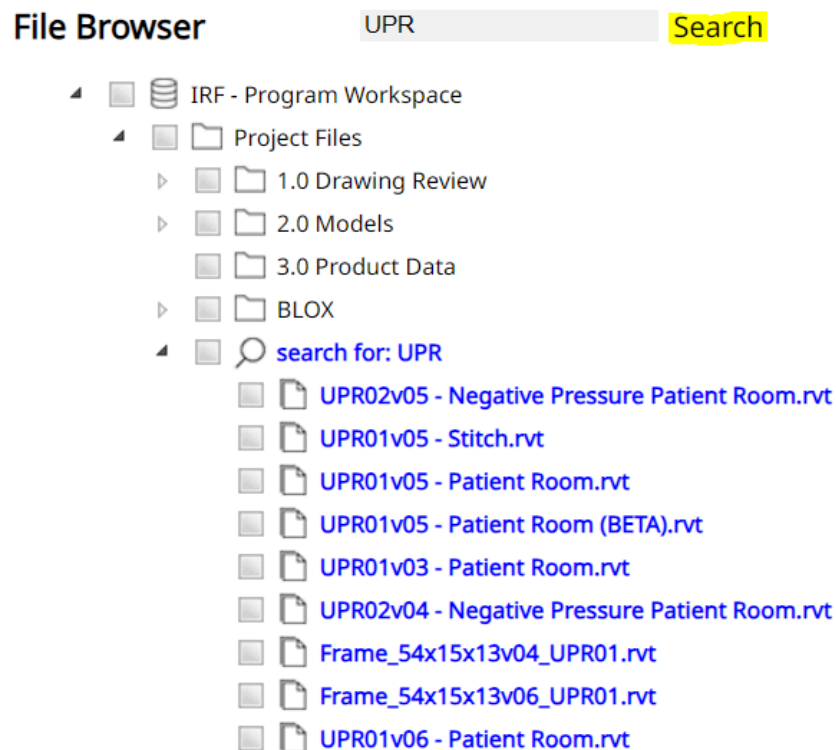 File Browser UPR Search
IRF - Program Workspace
Project Files
1.0 Drawing Review
2.0 Models
3.0 Product Data
BLOX
search for: UPR
UPR02v05 - Negative Pressure Patient Room.rvt
UPR01v05 - Stitch.rvt
UPR01v05 - Patient Room.rvt
UPR01v05 - Patient Room (BETA).rvt
UPR01v03 - Patient Room.rvt
UPR02v04 - Negative Pressure Patient Room.rvt
Frame_54x15x13v04_UPR01.rvt
Frame_54x15x13v06_UPR01.rvt
UPR01v06 - Patient Room.rvt